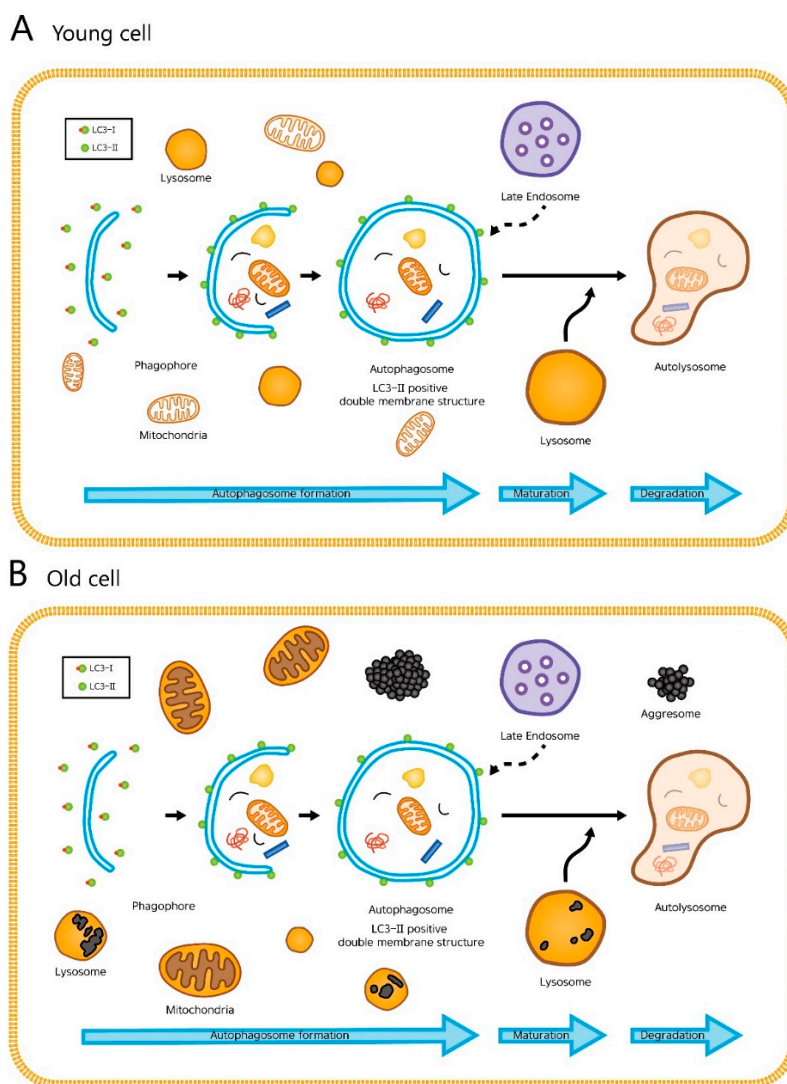 A Young cell
LC3-I
LC3-II
Lysosome
Late Endosome
Phagophore
Autophagosome
LC3-II positive
double membrane structure
Autolysosome
Mitochondria
Lysosome
Autophagosome formation
Maturation
Degradation
B Old cell
LC3-I
LC3-II
Late Endosome
Aggresome
Phagophore
Autophagosome
LC3-II positive
double membrane structure
Autolysosome
Lysosome
Lysosome
Mitochondria
Autophagosome formation
Maturation
Degradation